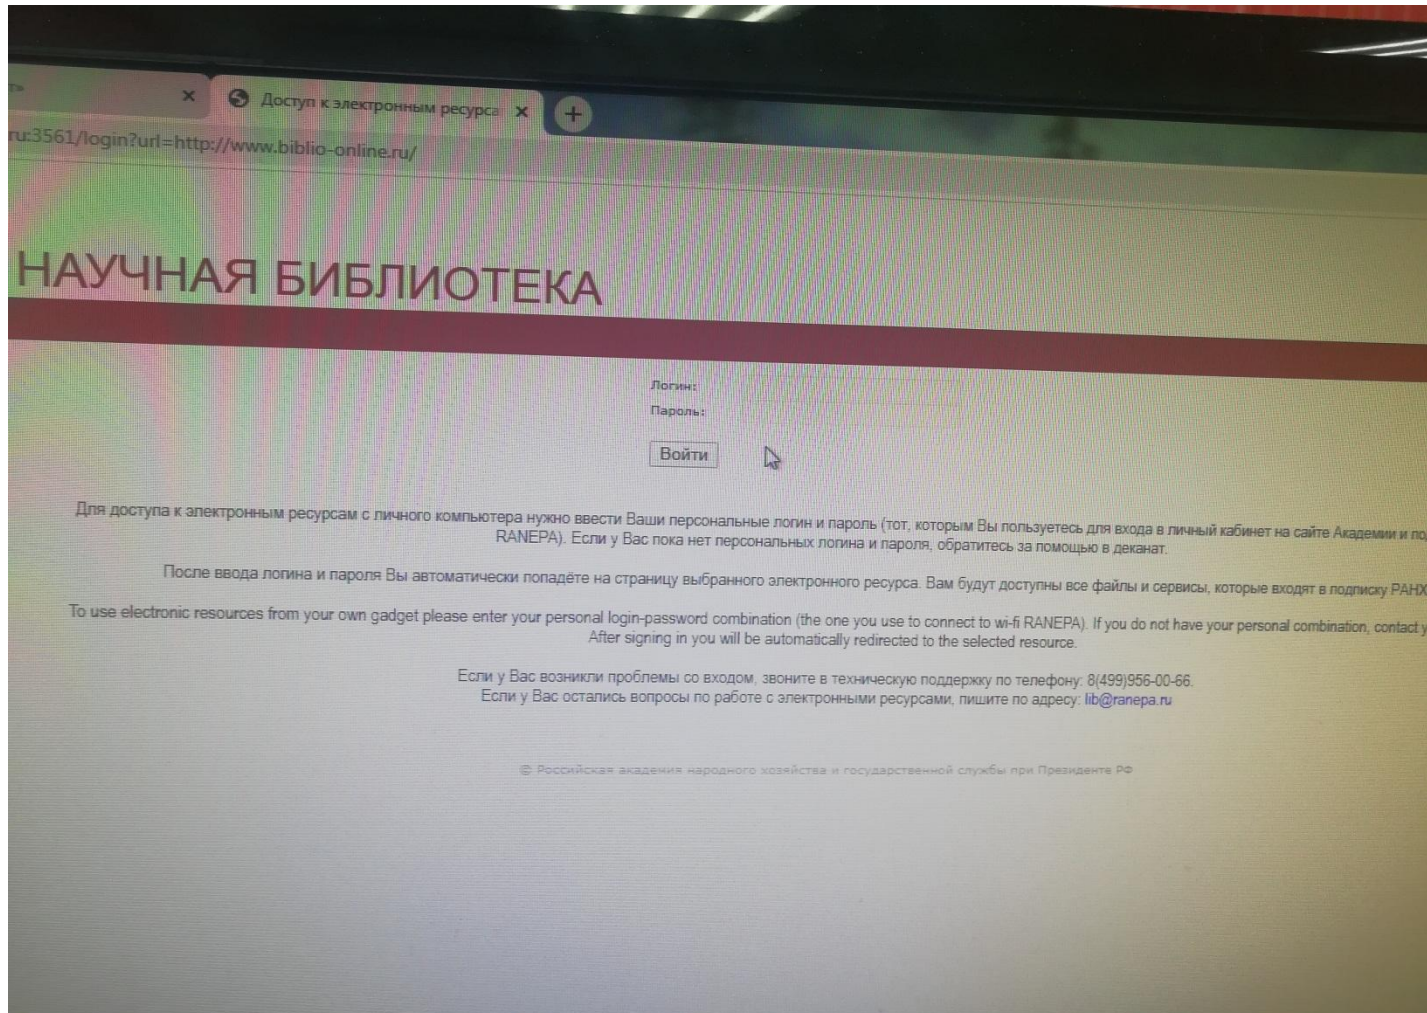 Доступ к электронным ресурса
ru:3561/login?url=http://www.biblio-online.ru/
НАУЧНАЯ БИБЛИОТЕКА
Логин:
Пароль:
Войти
Для доступа к электронным ресурсам с личного компьютера нужно ввести Ваши персональные логин и пароль (тот, которым Вы пользуетесь для входа в личный кабинет на сайте Академии и по
RANEPA). Если у Вас пока нет персональных логина и пароля, обратитесь за помощью в деканат.
После ввода логина и пароля Вы автоматически попадёте на страницу выбранного электронного ресурса. Вам будут доступны все файлы и сервисы, которые входят в подписку РАНХ
To use electronic resources from your own gadget please enter your personal login-password combination (the one you use to connect to wi-fi RANEPA). If you do not have your personal combination, contact y
After signing in you will be automatically redirected to the selected resource.
Если у Вас возникли проблемы со входом, звоните в техническую поддержку по телефону: 8(499)956-00-66.
Если у Вас остались вопросы по работе с электронными ресурсами, пишите по адресу: lib@ranepa.ru
© Российская академия народного хозяйства и государственной службы при Президенте РФ